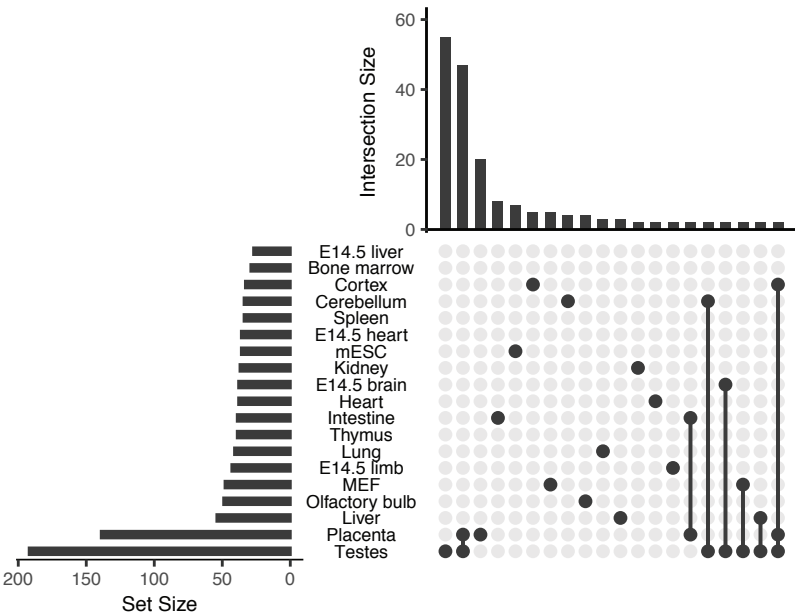 60
40
20
0
Intersection Size
E14.5 liver
Bone marrow
Cortex
Cerebellum
Spleen
E14.5 heart
mESC
Kidney
E14.5 brain
Heart
Intestine
Thymus
Lung
E14.5 limb
MEF
Olfactory bulb
Liver
Placenta
Testes
200 150 100 50 0
Set Size